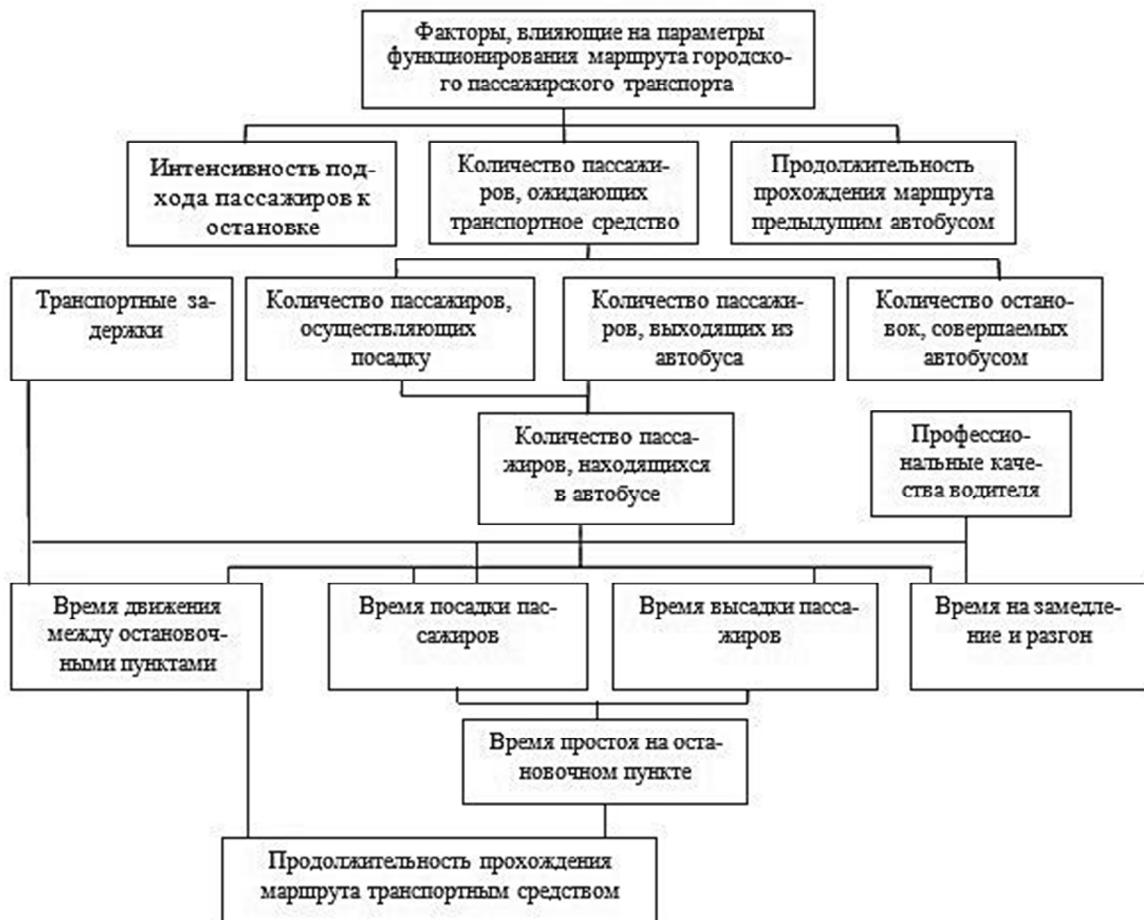 Факторы, влияющие на параметры
функционирования маршрута городско-
го пассажирского транспорта
Интенсивность под-
хода пассажиров к
остановке
Количество пассажи-
ров, ожидающих
транспортное средство
Продолжительность
прохождения маршрута
предыдущим автобусом
Транспортные за-
держки
Количество пассажиров,
осуществляющих
посадку
Количество пассажи-
ров, выходящих из
автобуса
Количество остано-
вок, совершаемых
автобусом
Количество пасса-
жиров, находящихся
в автобусе
Профессио-
нальные каче-
ства водителя
Время движения
между остановоч-
ными пунктами
Время посадки пас-
сажиров
Время высадки пасса-
жиров
Время на замедле-
ние и разгон
Время простоя на оста-
новочном пункте
Продолжительность прохождения
маршрута транспортным средством